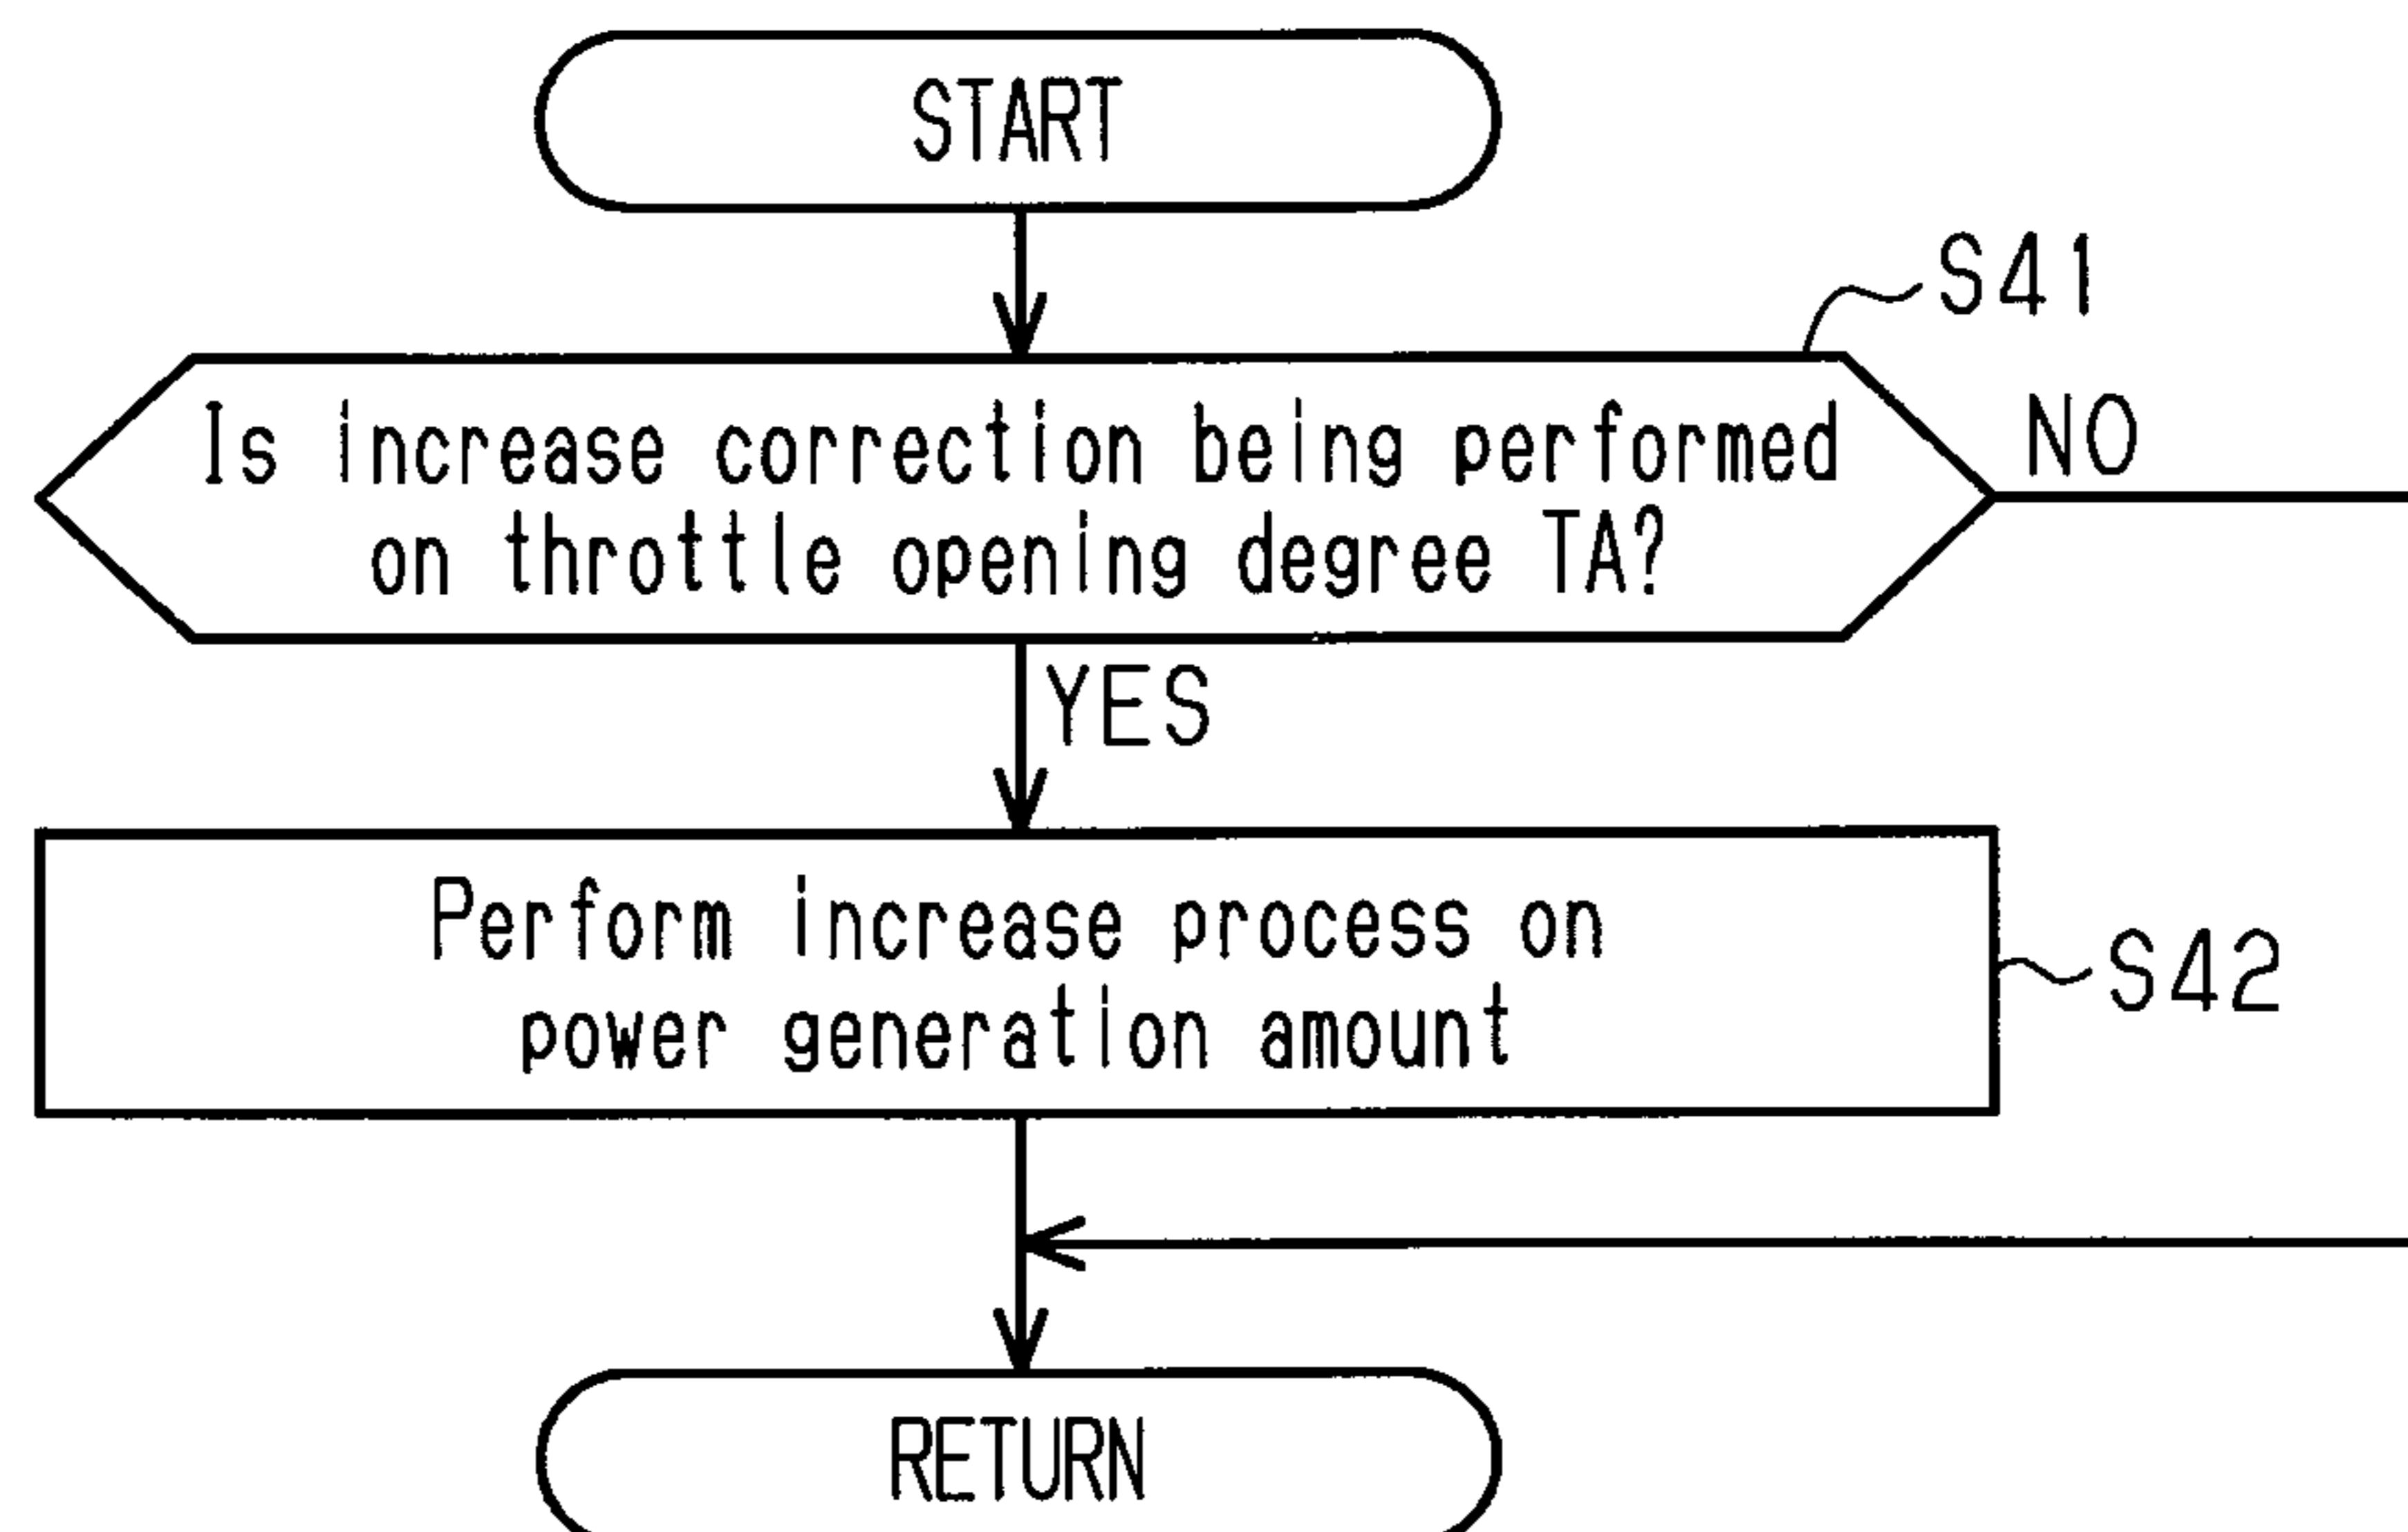 START
S41
Is increase correction being performed
on throttle opening degree TA?
NO
YES
Perform increase process on
power generation amount
S42
RETURN